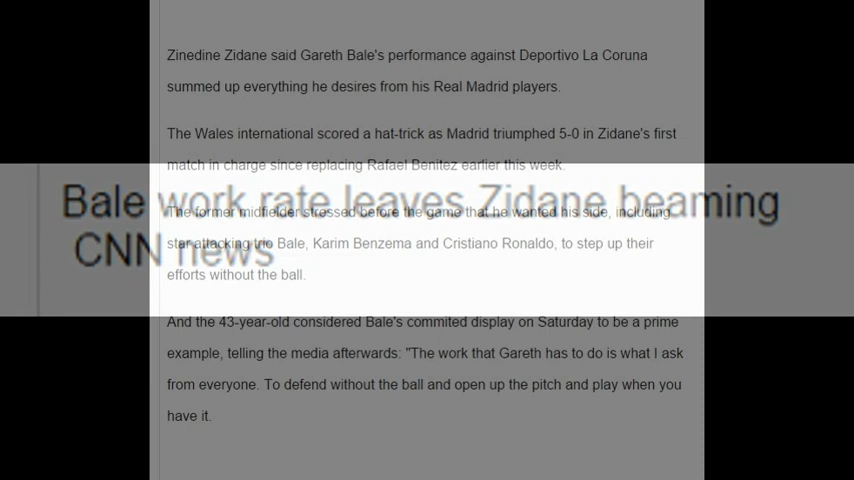 Zinedine Zidane said Gareth Bale's performance against Deportivo La Coruna
summed up everything he desires from his Real Madrid players.
The Wales international scored a hat-trick as Madrid triumphed 5-0 in Zidane's first
match in charge since replacing Rafael Benitez earlier this week.
Bale work rate leaves Zidane beaming
CNN news
The former midfielder stressed before the game that he wanted his side, including
star attacking trio Bale, Karim Benzema and Cristiano Ronaldo, to step up their
efforts without the ball.
And the 43-year-old considered Bale's commited display on Saturday to be a prime
example, telling the media afterwards: "The work that Gareth has to do is what I ask
from everyone. To defend without the ball and open up the pitch and play when you
have it.